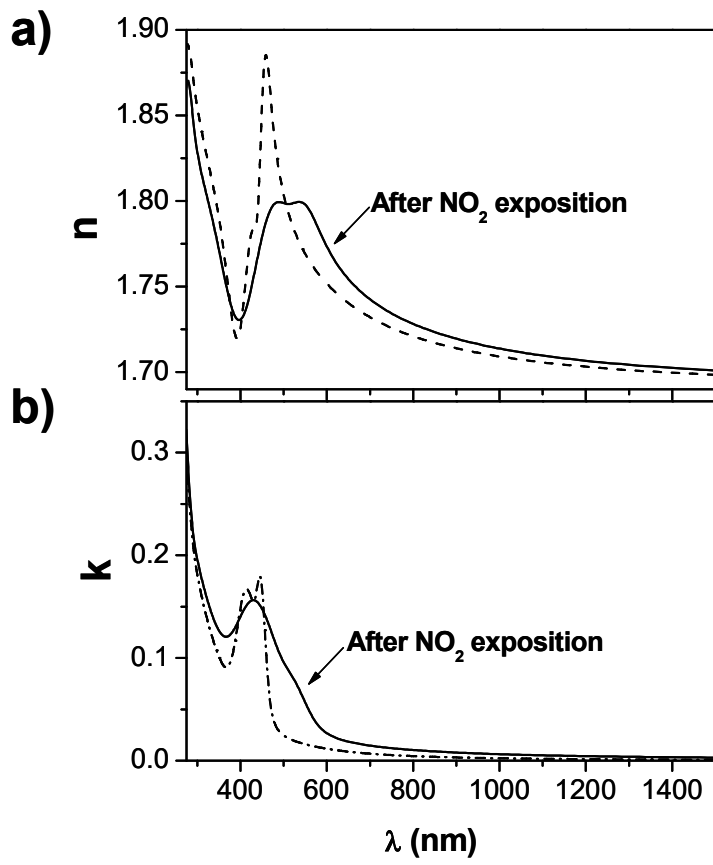 a)
1.90
1.85
1.80
1.75
1.70
n
After NO₂ exposition
b)
0.3
0.2
0.1
0.0
k
After NO₂ exposition
400 600 800 1000 1200 1400
λ (nm)